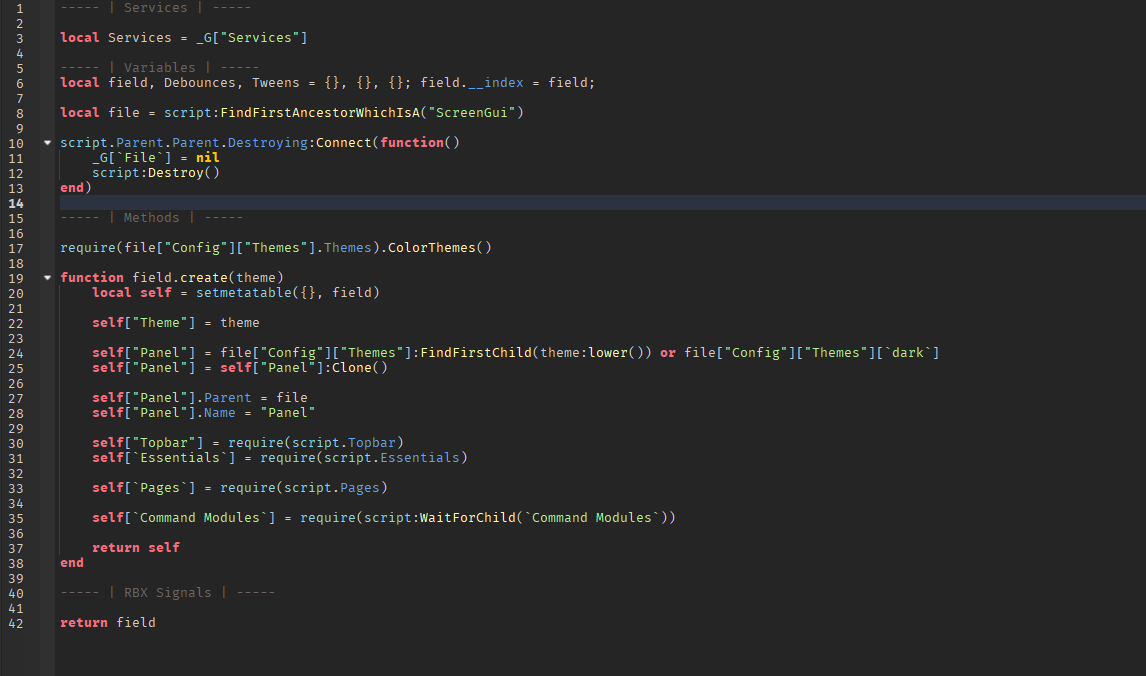 1 ----- | Services | -----
2
3 local Services = _G["Services"]
4
5 ----- | Variables | -----
6 local field, Debounces, Tweens = {}, {}, {}; field.__index = field;
7
8 local file = script:FindFirstAncestorWhichIsA("ScreenGui")
9
10 script.Parent.Parent.Destroying:Connect(function()
11     _G[`File`] = nil
12     script:Destroy()
13 end)
14
15 ----- | Methods | -----
16
17 require(file["Config"]["Themes"].Themes).ColorThemes()
18
19 function field.create(theme)
20     local self = setmetatable({}, field)
21
22     self["Theme"] = theme
23
24     self["Panel"] = file["Config"]["Themes"]:FindFirstChild(theme:lower()) or file["Config"]["Themes"][`dark`]
25     self["Panel"] = self["Panel"]:Clone()
26
27     self["Panel"].Parent = file
28     self["Panel"].Name = "Panel"
29
30     self["Topbar"] = require(script.Topbar)
31     self[`Essentials`] = require(script.Essentials)
32
33     self[`Pages`] = require(script.Pages)
34
35     self[`Command Modules`] = require(script:WaitForChild(`Command Modules`))
36
37     return self
38 end
39
40 ----- | RBX Signals | -----
41
42 return field